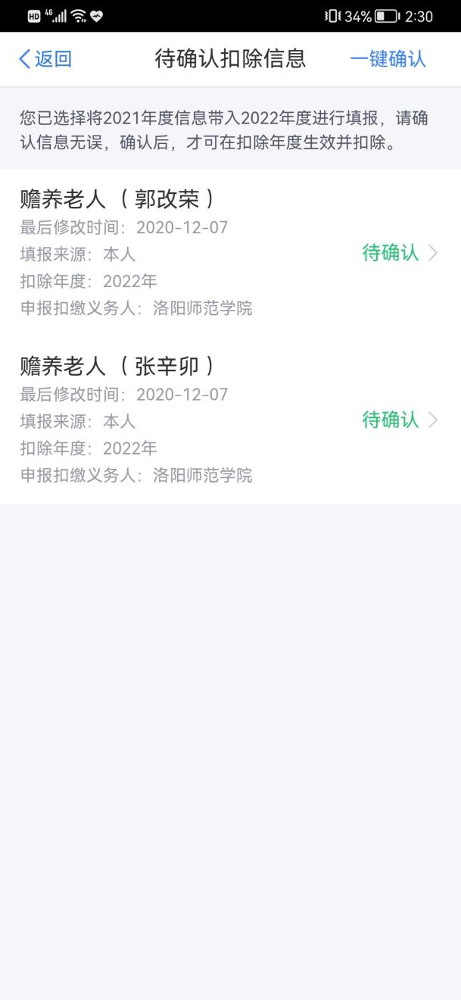 HD 4G 34% 2:30
返回 待确认扣除信息 一键确认
您已选择将2021年度信息带入2022年度进行填报，请确
认信息无误，确认后，才可在扣除年度生效并扣除。
赡养老人（郭改荣）
最后修改时间：2020-12-07
填报来源：本人
待确认
扣除年度：2022年
申报扣缴义务人：洛阳师范学院
赡养老人（张辛卯）
最后修改时间：2020-12-07
填报来源：本人
待确认
扣除年度：2022年
申报扣缴义务人：洛阳师范学院